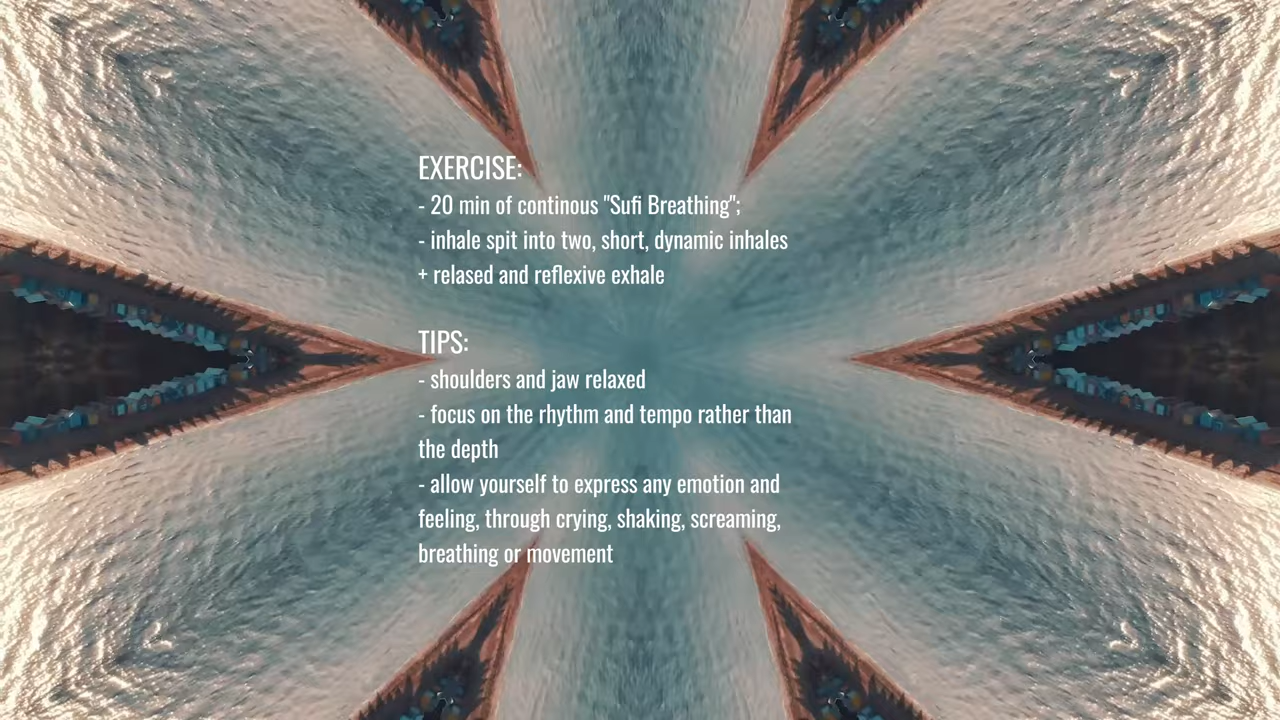 EXERCISE:
- 20 min of continous "Sufi Breathing";
- inhale spit into two, short, dynamic inhales
+ relased and reflexive exhale
TIPS:
- shoulders and jaw relaxed
- focus on the rhythm and tempo rather than
the depth
- allow yourself to express any emotion and
feeling, through crying, shaking, screaming,
breathing or movement